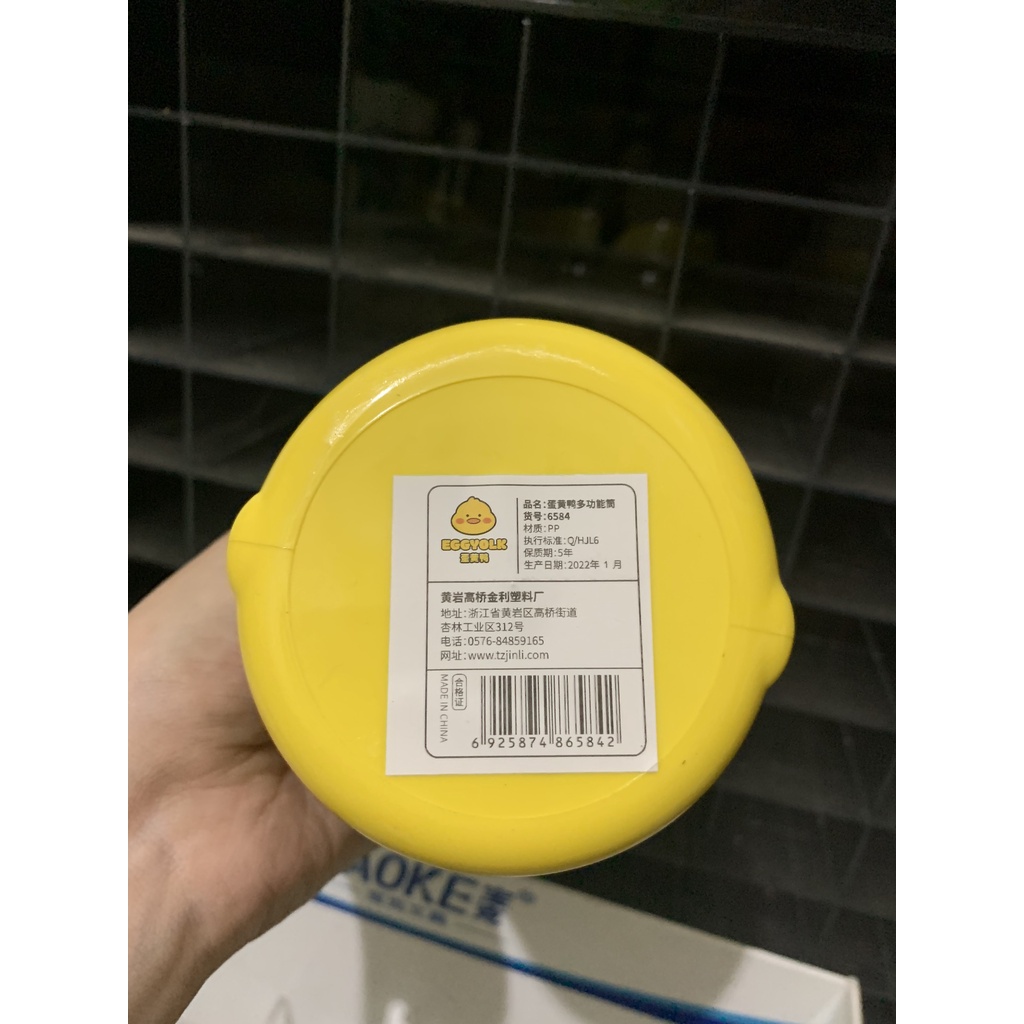 EGGYOLK
蛋黄鸭
品名:蛋黄鸭多功能筒
货号:6584
材质:PP
执行标准:Q/HJL6
保质期:5年
生产日期:2022年 1 月
黄岩高桥金利塑料厂
地址:浙江省黄岩区高桥街道
杏林工业区312号
电话:0576-84859165
网址:www.tzjinli.com
MADE IN CHINA
合格证
6 925874 865842
AOKE